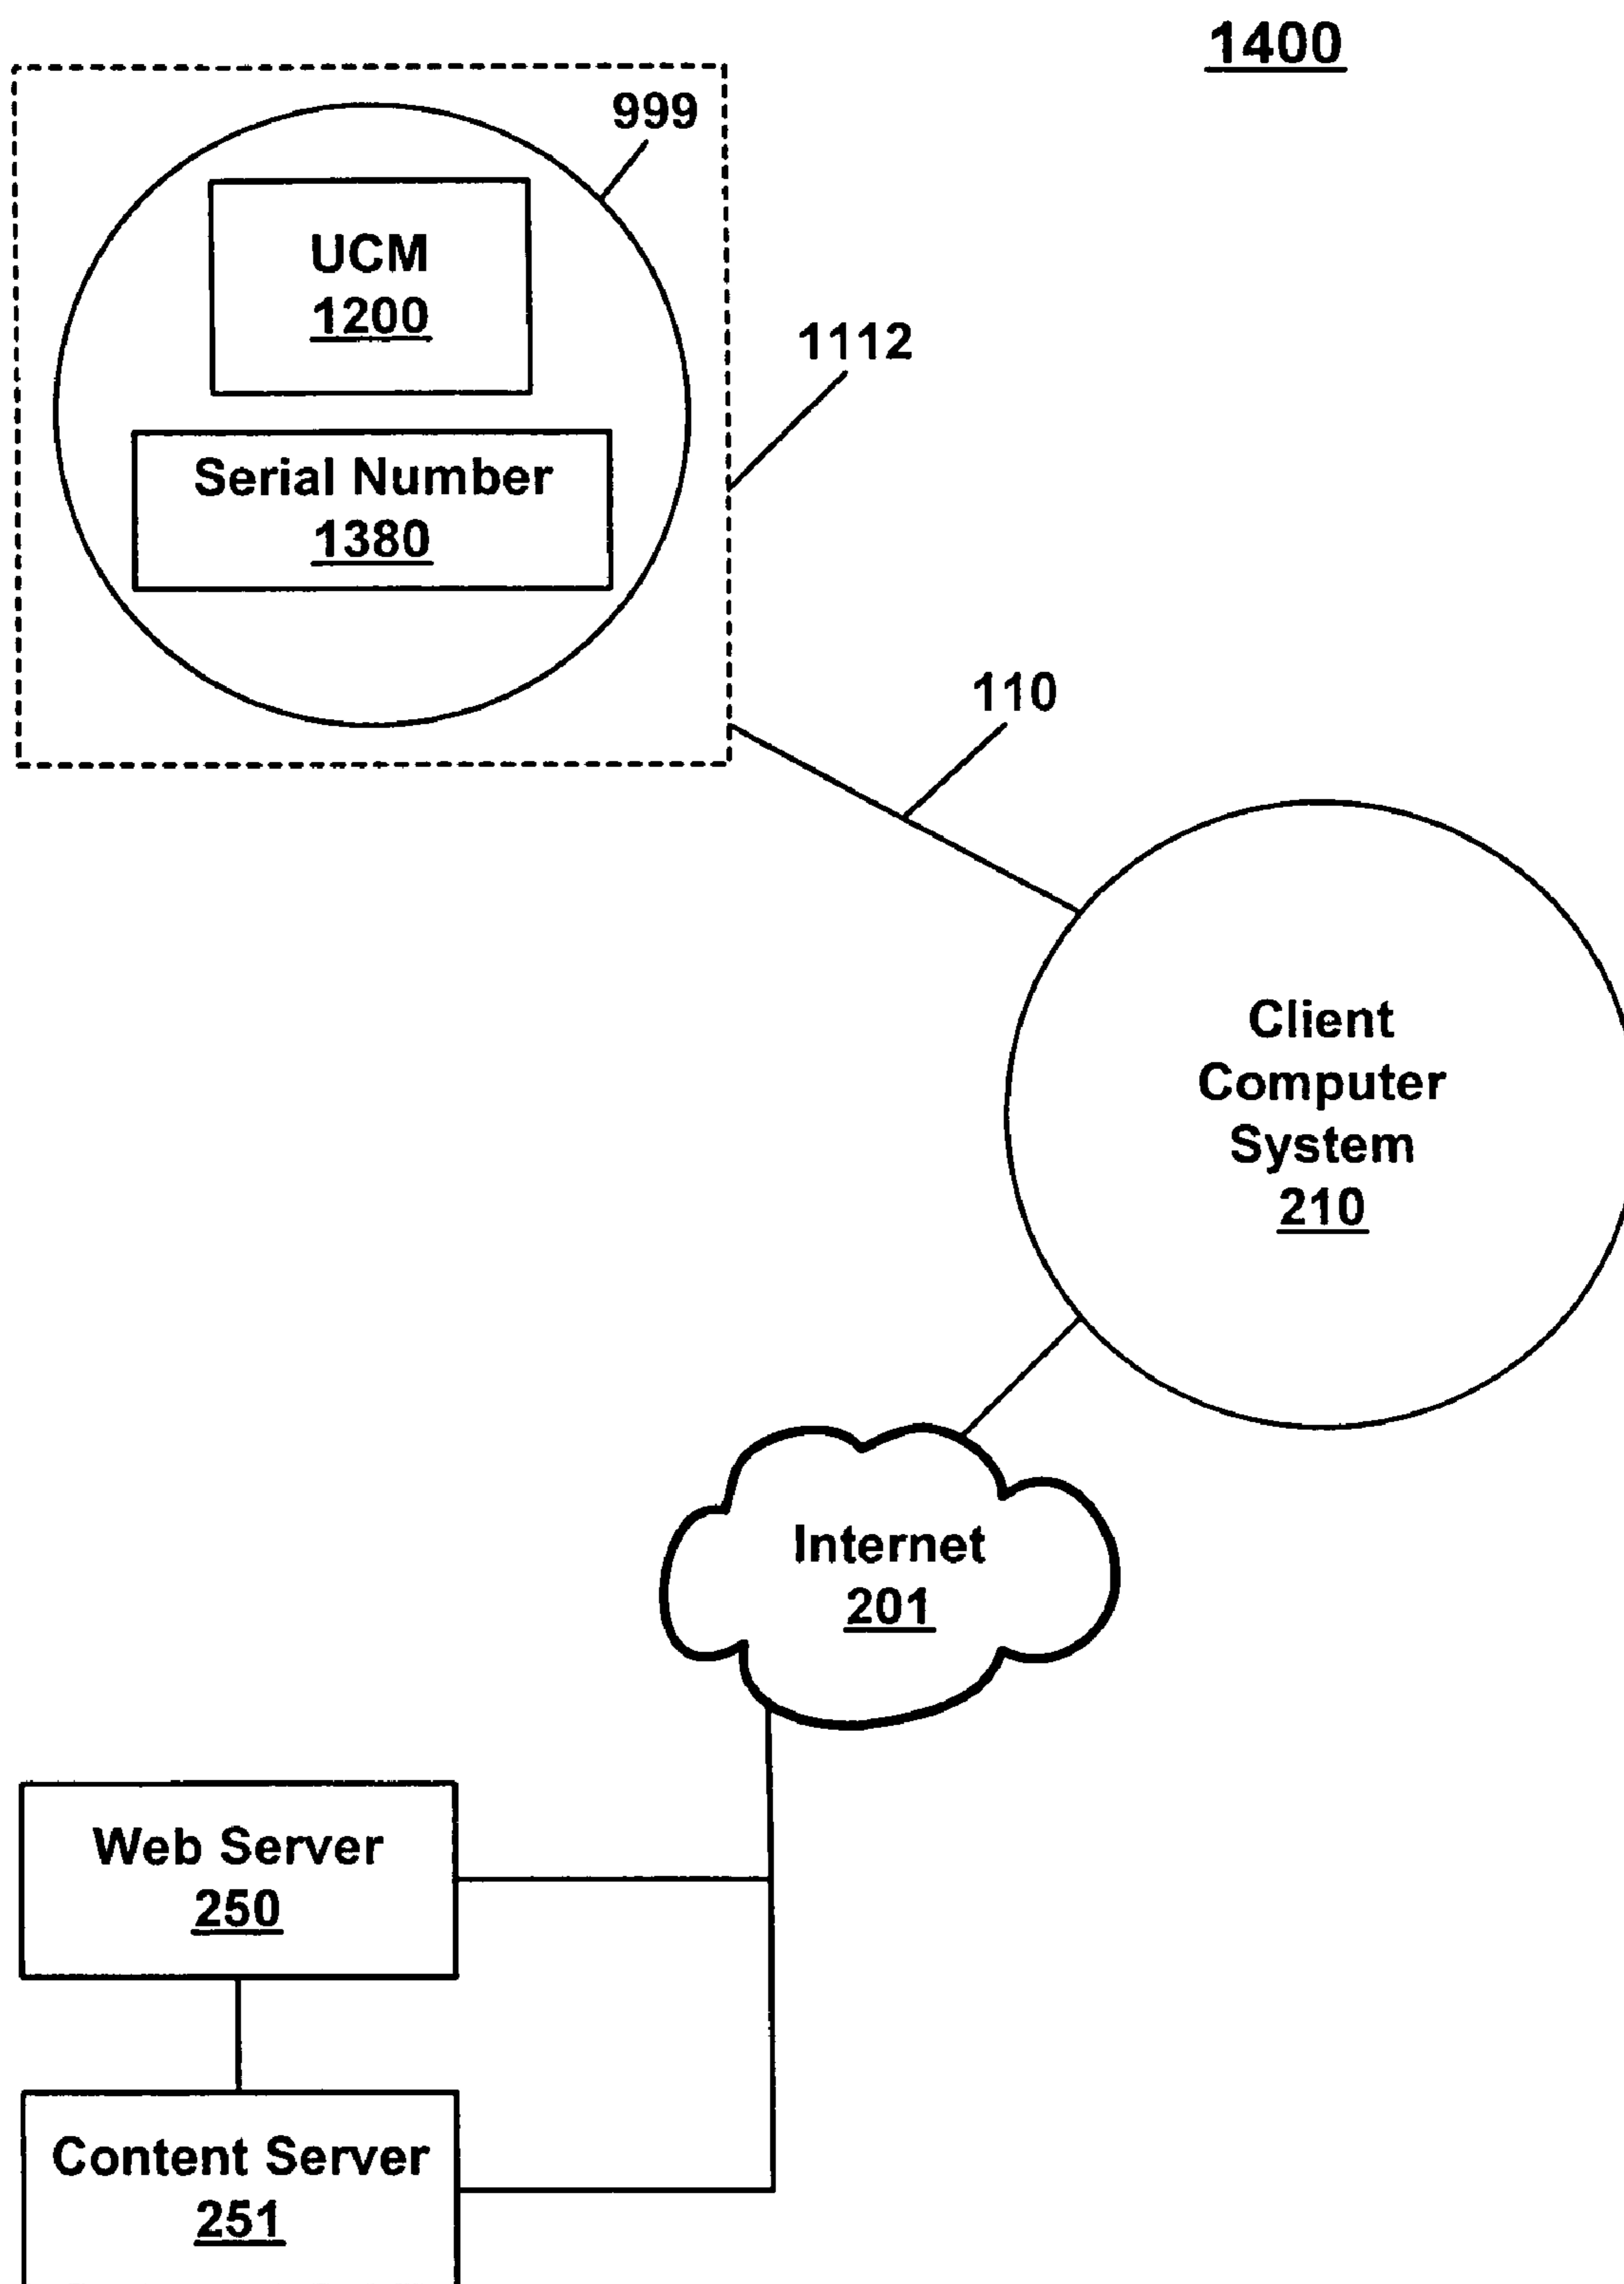 1400
999
UCM
1200
1112
Serial Number
1380
110
Client
Computer
System
210
Internet
201
Web Server
250
Content Server
251